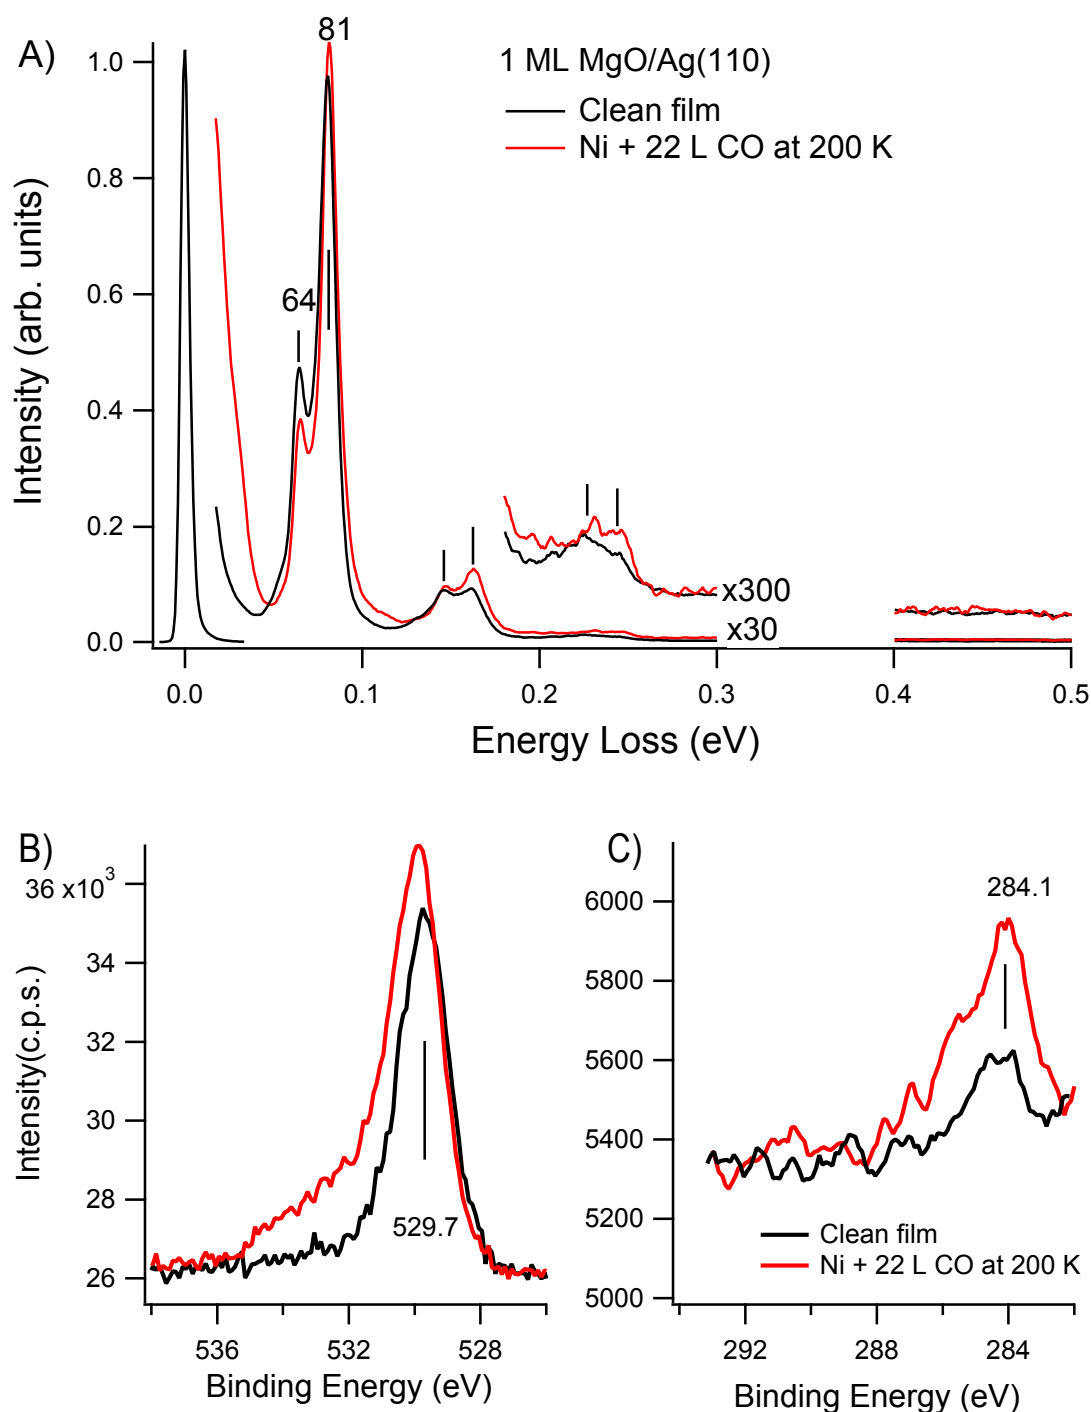 A)
81
1 ML MgO/Ag(110)
Clean film
Ni + 22 L CO at 200 K
64
1.0
0.8
0.6
0.4
0.2
0.0
Intensity (arb. units)
x300
x30
0.0 0.1 0.2 0.3 0.4 0.5
Energy Loss (eV)
B)
36 x10³
34
32
30
28
26
Intensity(c.p.s.)
529.7
536 532 528
Binding Energy (eV)
C)
284.1
6000
5800
5600
5400
5200
5000
Clean film
Ni + 22 L CO at 200 K
292 288 284
Binding Energy (eV)